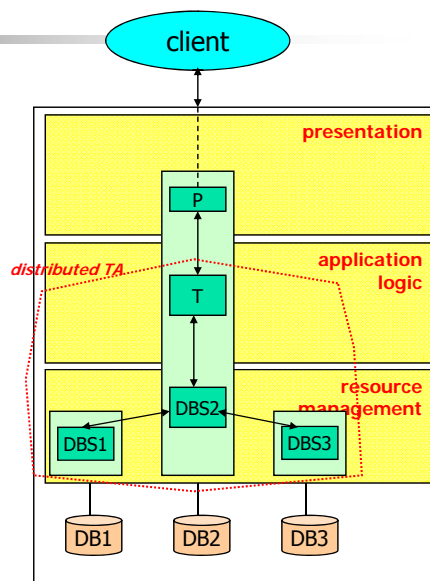 client
presentation
P
application
logic
distributed TA
T
resource
management
DBS2
DBS1
DBS3
DB1
DB2
DB3